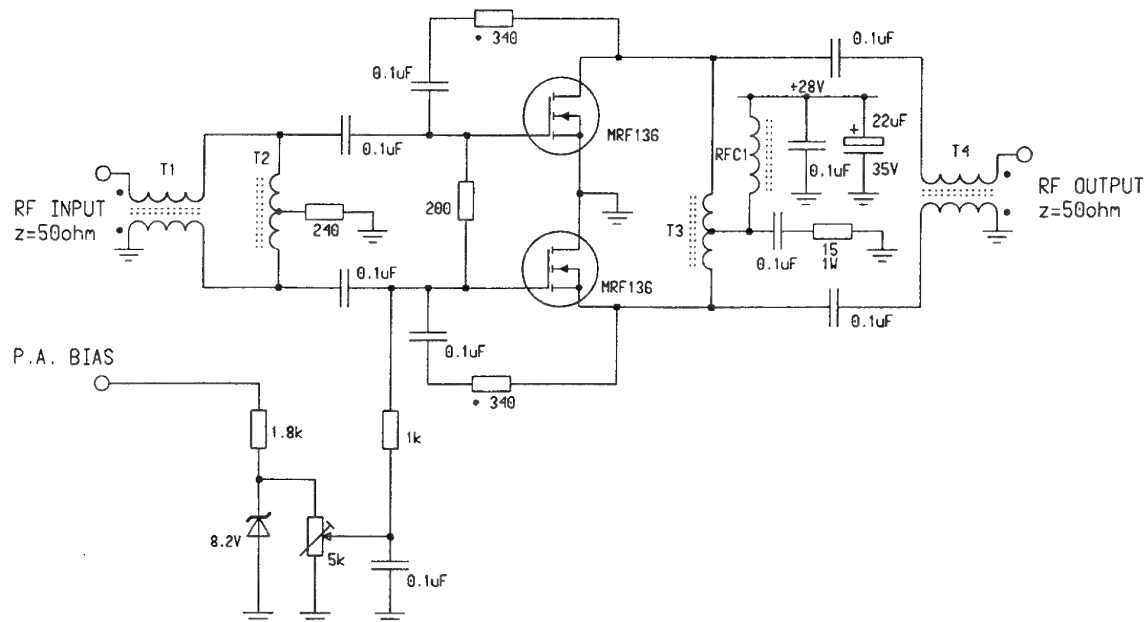 340
0.1uF
0.1uF
+28V
22uF
+
0.1uF
35V
MRF136
RFC1
T4
T1
T2
0.1uF
RF INPUT
z=50ohm
200
240
RF OUTPUT
z=50ohm
T3
0.1uF
15
1W
0.1uF
MRF136
0.1uF
0.1uF
P.A. BIAS
340
1.8k
1k
8.2V
5k
0.1uF